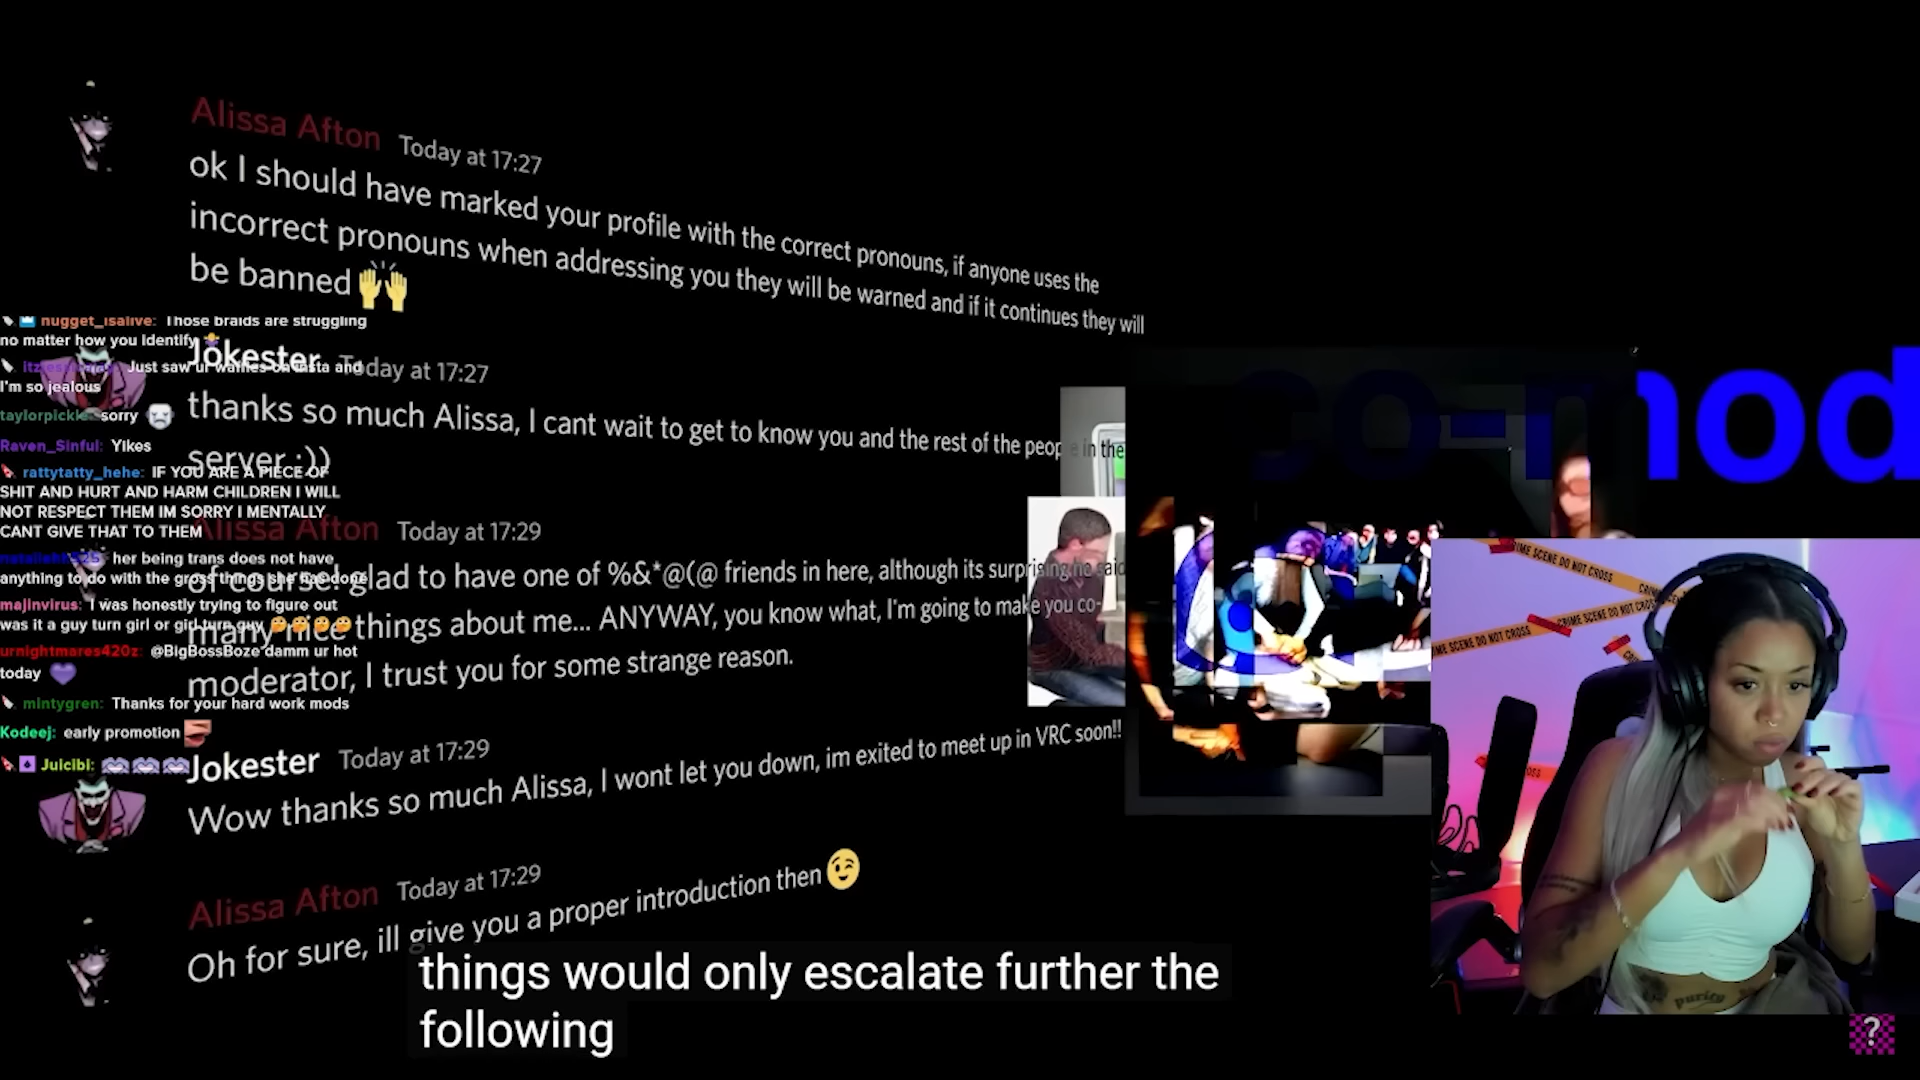 Alissa Afton Today at 17:27
ok I should have marked your profile with the correct pronouns, if anyone uses the
incorrect pronouns when addressing you they will be warned and if it continues they will
be banned 🙌
nugget_isalive: Those braids are struggling
no matter how you identify
Jokester Today at 17:27
Just saw ur waffles on insta and
I'm so jealous
thanks so much Alissa, I cant wait to get to know you and the rest of the people in the
server :))
taylorpickle: sorry
Raven_Sinful: Yikes
rattytatty_hehe: IF YOU ARE A PIECE OF
SHIT AND HURT AND HARM CHILDREN I WILL
NOT RESPECT THEM IM SORRY I MENTALLY
CANT GIVE THAT TO THEM
Alissa Afton Today at 17:29
her being trans does not have
anything to do with the gross things she has done
of course! glad to have one of %&*@(@ friends in here, although its surprising he said
many nice things about me... ANYWAY, you know what, I'm going to make you co-
moderator, I trust you for some strange reason.
majinvirus: I was honestly trying to figure out
was it a guy turn girl or girl turn guy 🤔🤔🤔🤔
urnightmares420z: @BigBossBoze damm ur hot
today 💜
mintygren: Thanks for your hard work mods
Kodeej: early promotion
Juicibi:
Jokester Today at 17:29
Wow thanks so much Alissa, I wont let you down, im exited to meet up in VRC soon!!
Alissa Afton Today at 17:29
Oh for sure, ill give you a proper introduction then 😉
co-mod
CRIME SCENE DO NOT CROSS
CRIME SCENE DO NOT CROSS
purity
things would only escalate further the
following
?